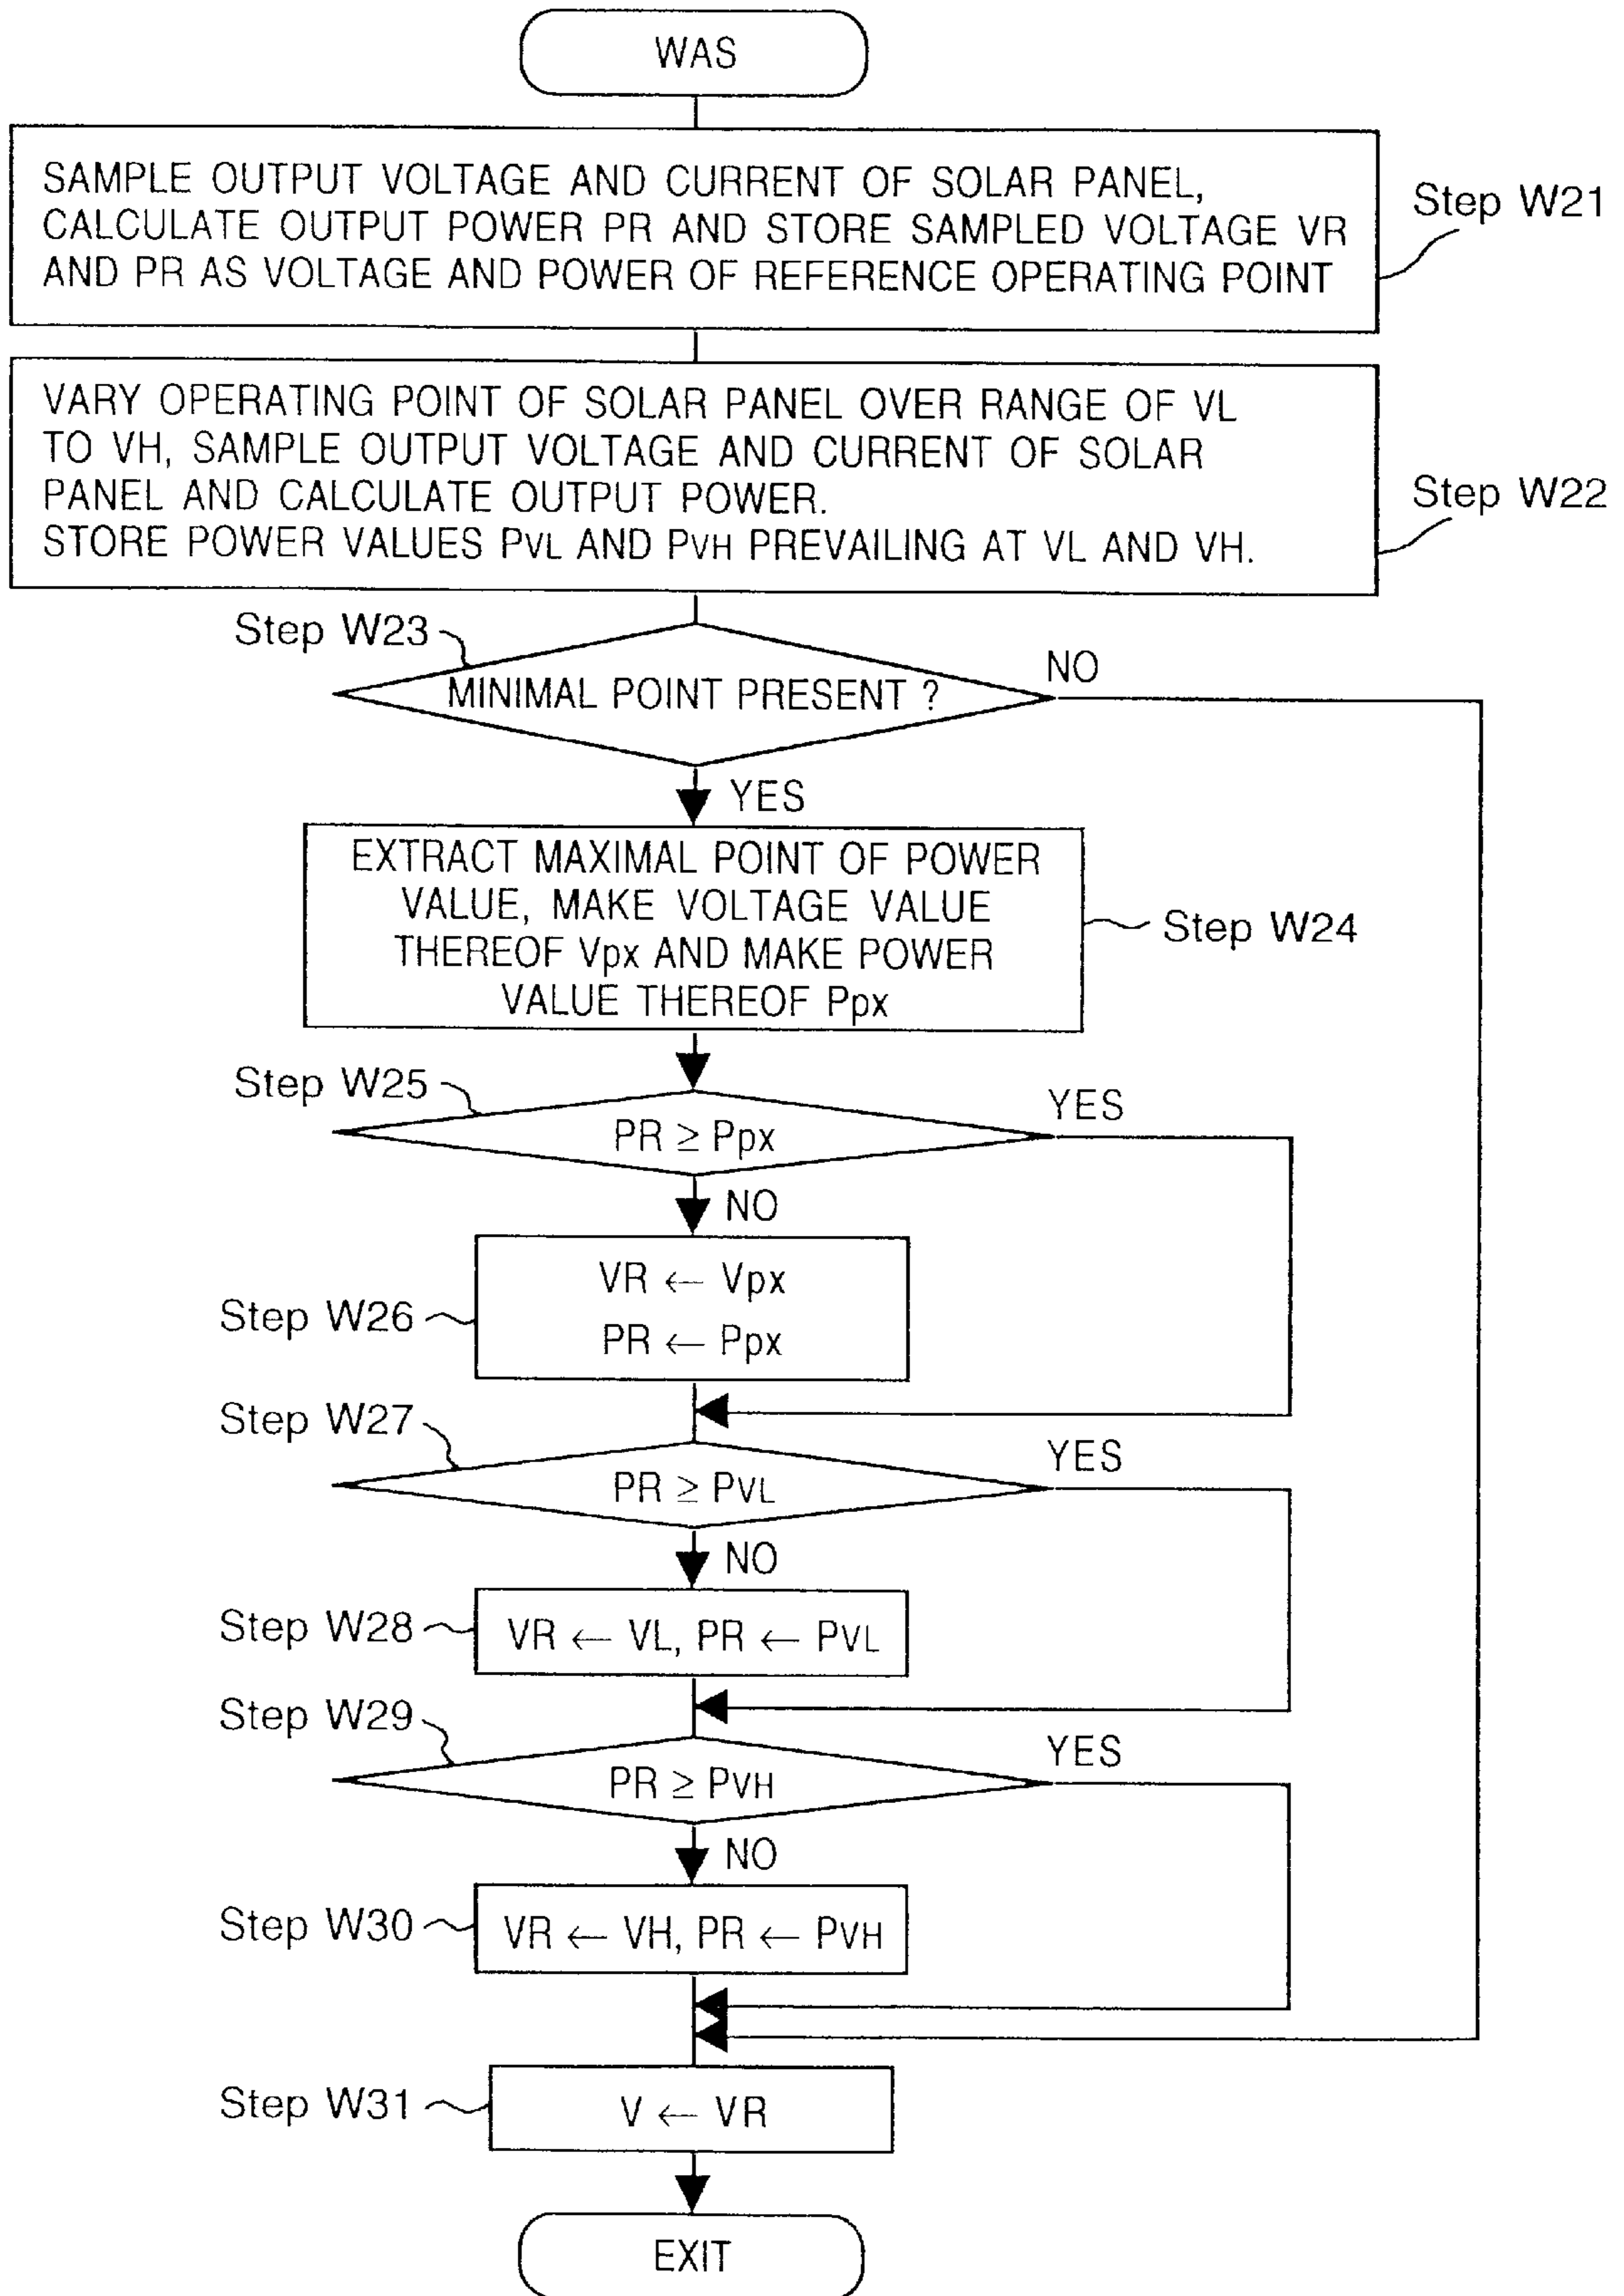 WAS
SAMPLE OUTPUT VOLTAGE AND CURRENT OF SOLAR PANEL,
CALCULATE OUTPUT POWER PR AND STORE SAMPLED VOLTAGE VR
AND PR AS VOLTAGE AND POWER OF REFERENCE OPERATING POINT
Step W21
VARY OPERATING POINT OF SOLAR PANEL OVER RANGE OF VL
TO VH, SAMPLE OUTPUT VOLTAGE AND CURRENT OF SOLAR
PANEL AND CALCULATE OUTPUT POWER.
STORE POWER VALUES PVL AND PVH PREVAILING AT VL AND VH.
Step W22
Step W23
MINIMAL POINT PRESENT ?
NO
YES
EXTRACT MAXIMAL POINT OF POWER
VALUE, MAKE VOLTAGE VALUE
THEREOF Vpx AND MAKE POWER
VALUE THEREOF Ppx
Step W24
Step W25
PR ≥ Ppx
YES
NO
VR ← Vpx
PR ← Ppx
Step W26
Step W27
PR ≥ PVL
YES
NO
Step W28
VR ← VL, PR ← PVL
Step W29
PR ≥ PVH
YES
NO
Step W30
VR ← VH, PR ← PVH
Step W31
V ← VR
EXIT